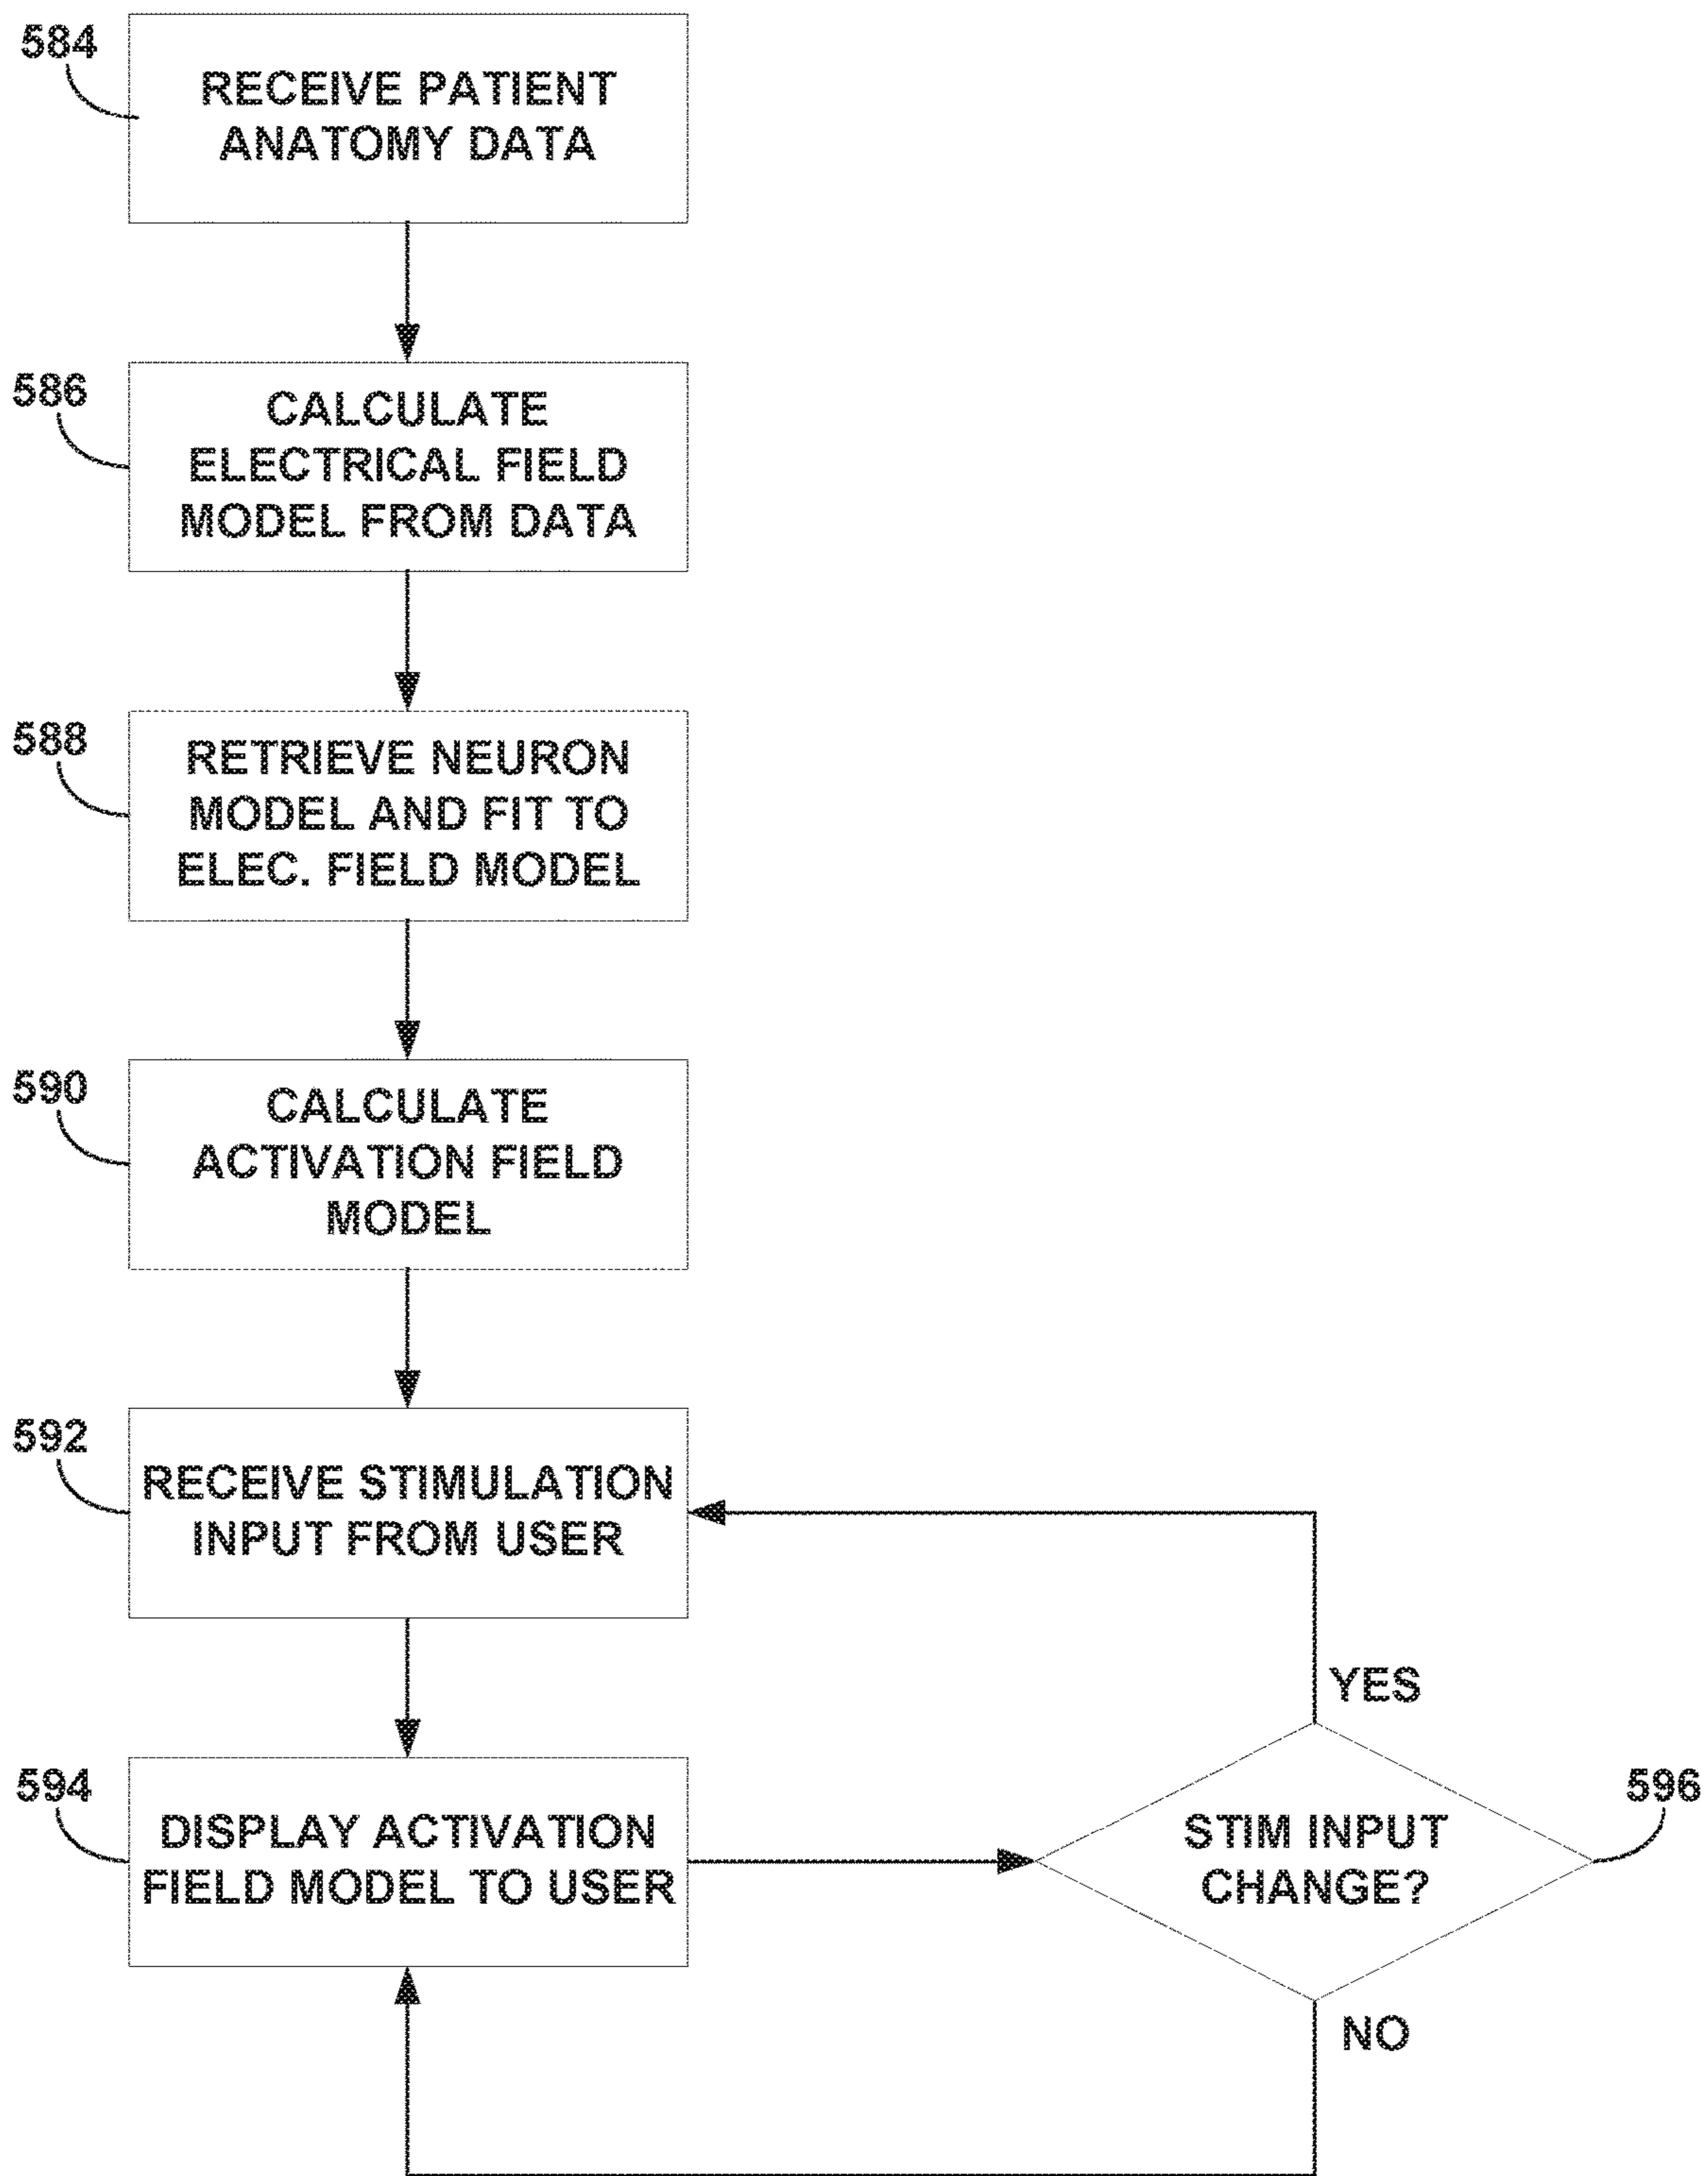 584
RECEIVE PATIENT
ANATOMY DATA
586
CALCULATE
ELECTRICAL FIELD
MODEL FROM DATA
588
RETRIEVE NEURON
MODEL AND FIT TO
ELEC. FIELD MODEL
590
CALCULATE
ACTIVATION FIELD
MODEL
592
RECEIVE STIMULATION
INPUT FROM USER
YES
594
DISPLAY ACTIVATION
FIELD MODEL TO USER
STIM INPUT
CHANGE?
596
NO